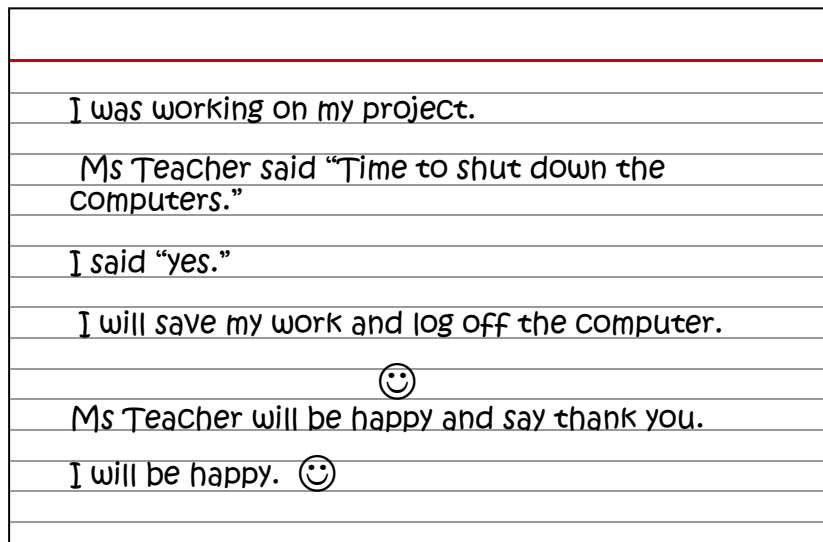 I was working on my project.
Ms Teacher said “Time to shut down the
computers.”
I said “yes.”
I will save my work and log off the computer.
Ms Teacher will be happy and say thank you.
I will be happy.